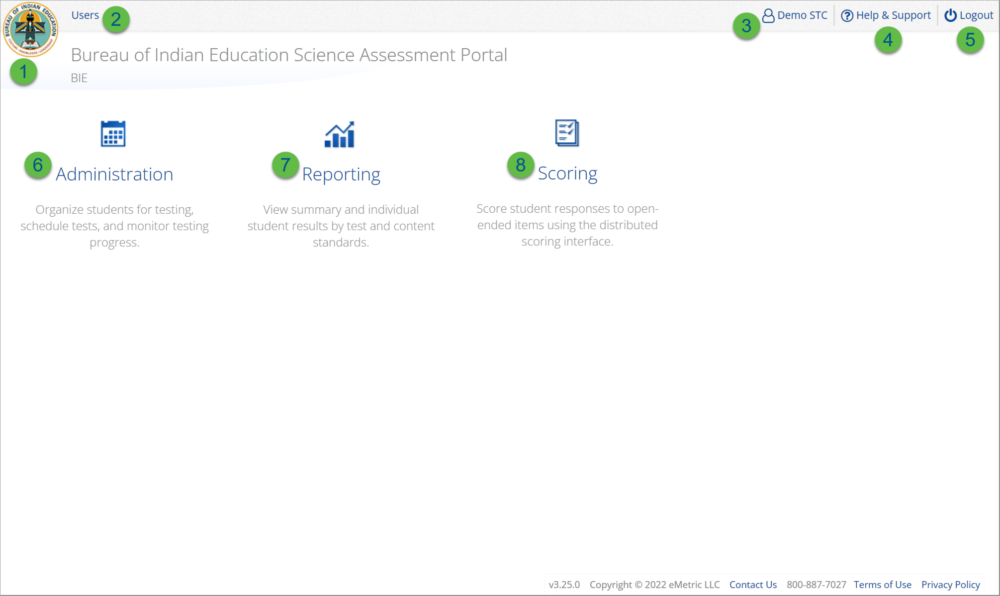 BUREAU OF INDIAN EDUCATION
CULTURE • KNOWLEDGE • LEADERSHIP
Users
2
3
Demo STC
Help & Support
Logout
4
5
1
Bureau of Indian Education Science Assessment Portal
BIE
6
Administration
Organize students for testing,
schedule tests, and monitor testing
progress.
7
Reporting
View summary and individual
student results by test and content
standards.
8
Scoring
Score student responses to open-
ended items using the distributed
scoring interface.
v3.25.0 Copyright © 2022 eMetric LLC Contact Us 800-887-7027 Terms of Use Privacy Policy